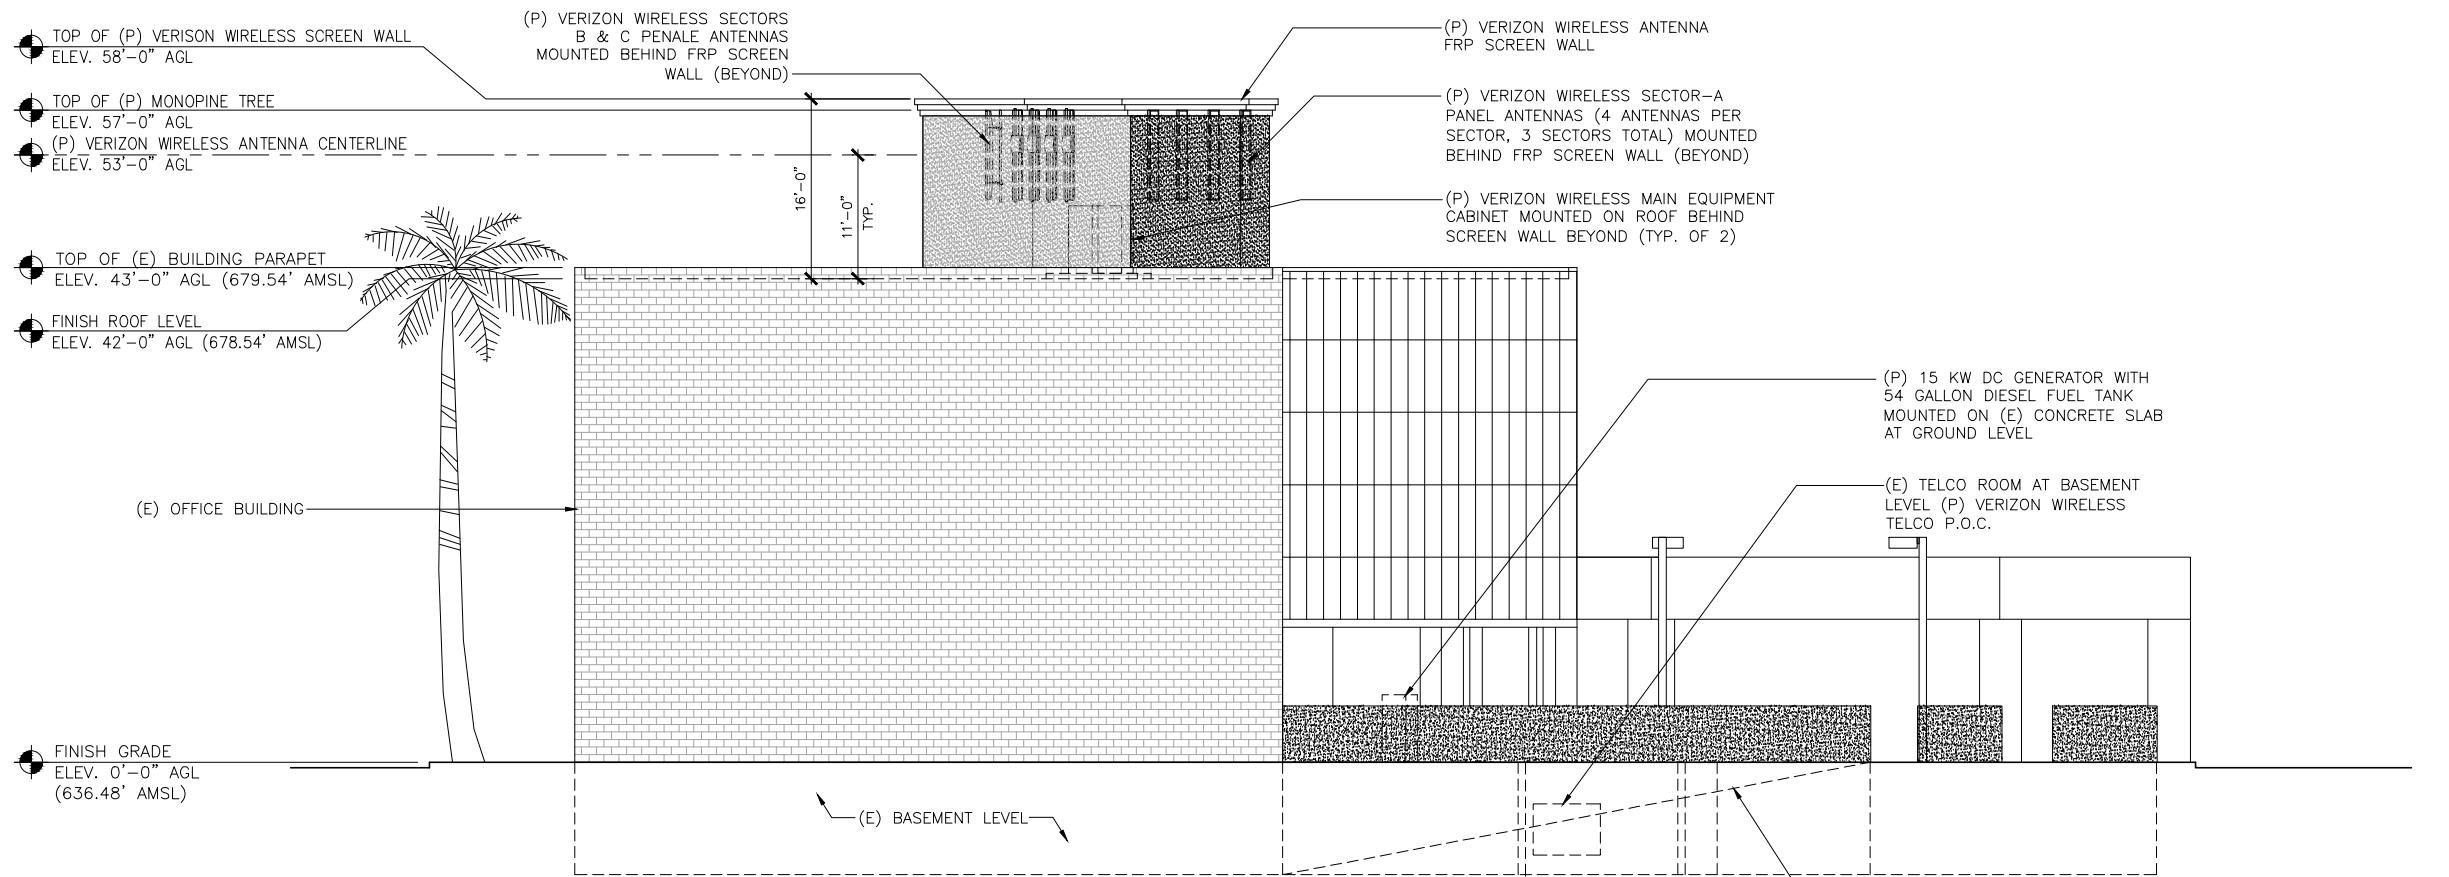 TOP OF (P) VERISON WIRELESS SCREEN WALL
ELEV. 58'-0" AGL
TOP OF (P) MONOPINE TREE
ELEV. 57'-0" AGL
(P) VERIZON WIRELESS ANTENNA CENTERLINE
ELEV. 53'-0" AGL
TOP OF (E) BUILDING PARAPET
ELEV. 43'-0" AGL (679.54' AMSL)
FINISH ROOF LEVEL
ELEV. 42'-0" AGL (678.54' AMSL)
(E) OFFICE BUILDING
FINISH GRADE
ELEV. 0'-0" AGL
(636.48' AMSL)
(P) VERIZON WIRELESS SECTORS
B & C PENALE ANTENNAS
MOUNTED BEHIND FRP SCREEN
WALL (BEYOND)
16'-0"
11'-0"
TYP.
(P) VERIZON WIRELESS ANTENNA
FRP SCREEN WALL
(P) VERIZON WIRELESS SECTOR-A
PANEL ANTENNAS (4 ANTENNAS PER
SECTOR, 3 SECTORS TOTAL) MOUNTED
BEHIND FRP SCREEN WALL (BEYOND)
(P) VERIZON WIRELESS MAIN EQUIPMENT
CABINET MOUNTED ON ROOF BEHIND
SCREEN WALL BEYOND (TYP. OF 2)
(P) 15 KW DC GENERATOR WITH
54 GALLON DIESEL FUEL TANK
MOUNTED ON (E) CONCRETE SLAB
AT GROUND LEVEL
(E) TELCO ROOM AT BASEMENT
LEVEL (P) VERIZON WIRELESS
TELCO P.O.C.
(E) BASEMENT LEVEL